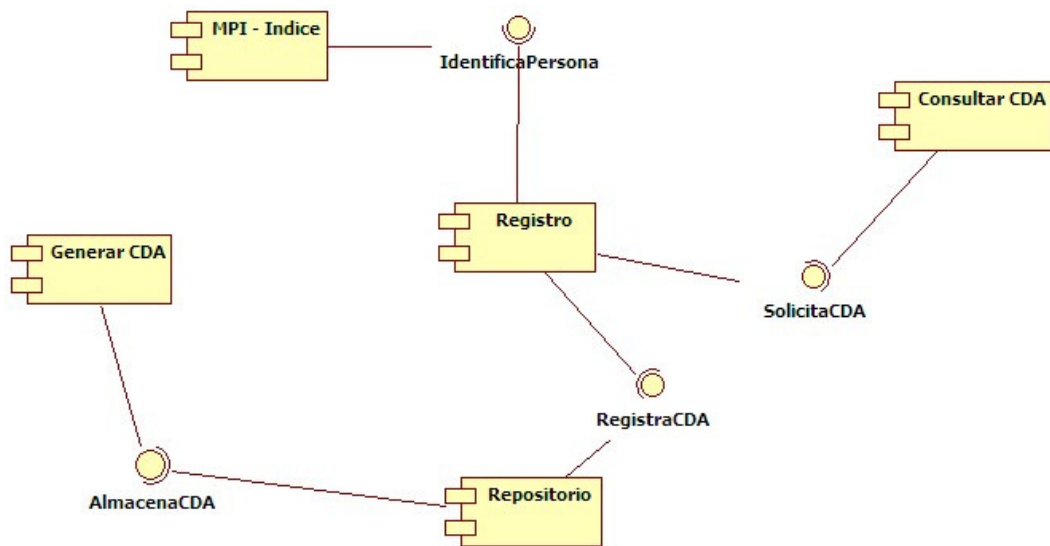 MPI - Indice
IdentificaPersona
Consultar CDA
Registro
Generar CDA
SolicitaCDA
RegistraCDA
AlmacenaCDA
Repositorio